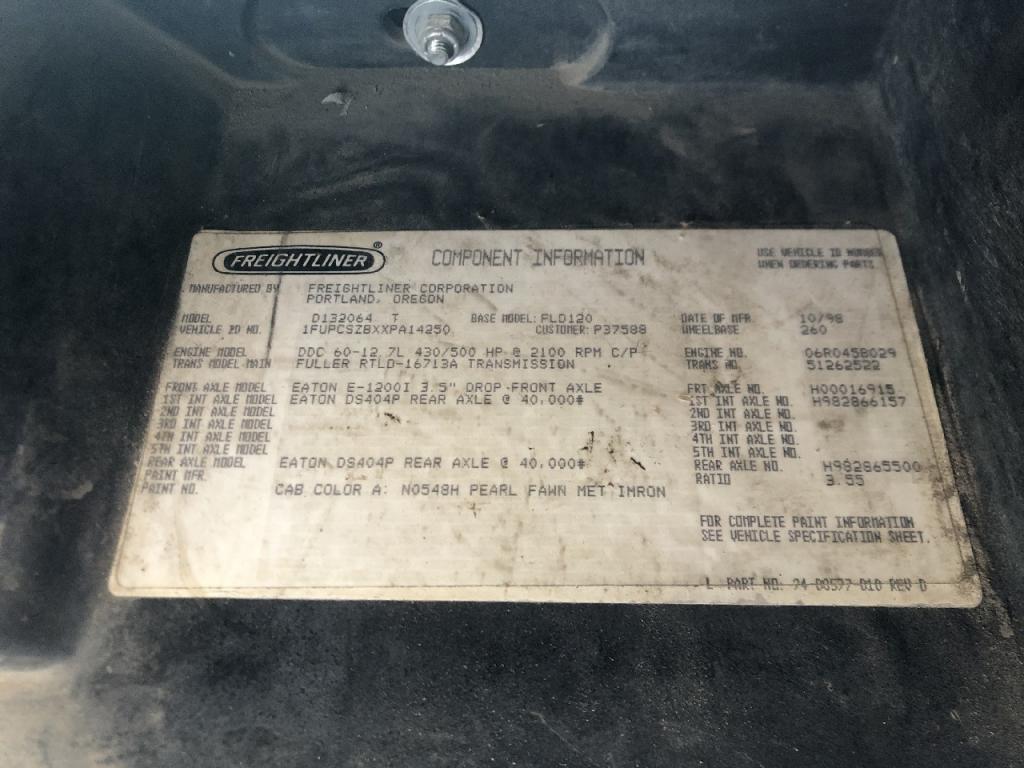 FREIGHTLINER®
COMPONENT INFORMATION
USE VEHICLE ID NUMBER
WHEN ORDERING PARTS
MANUFACTURED BY FREIGHTLINER CORPORATION
PORTLAND, OREGON
MODEL D132064 T BASE MODEL: FLD120 DATE OF MFR 10/98
VEHICLE ID NO. 1FUPCSZBXXPA14250 CUSTOMER: P37588 WHEELBASE 260
ENGINE MODEL DDC 60-12.7L 430/500 HP @ 2100 RPM C/P ENGINE NO. 06R0458029
TRANS MODEL-MAIN FULLER RTLO-16713A TRANSMISSION TRANS NO. 51262522
FRONT AXLE MODEL EATON E-1200I 3.5" DROP-FRONT AXLE FRT AXLE NO. H00016915
1ST INT AXLE MODEL EATON DS404P REAR AXLE @ 40,000# 1ST INT AXLE NO. H982866157
2ND INT AXLE MODEL 2ND INT AXLE NO.
3RD INT AXLE MODEL 3RD INT AXLE NO.
4TH INT AXLE MODEL 4TH INT AXLE NO.
5TH INT AXLE MODEL 5TH INT AXLE NO.
REAR AXLE MODEL EATON DS404P REAR AXLE @ 40,000# REAR AXLE NO. H982865500
PAINT MFR. RATIO 3.55
PAINT NO. CAB COLOR A: N0548H PEARL FAWN MET IMRON
FOR COMPLETE PAINT INFORMATION
SEE VEHICLE SPECIFICATION SHEET.
PART NO. 24-00597-010 REV D